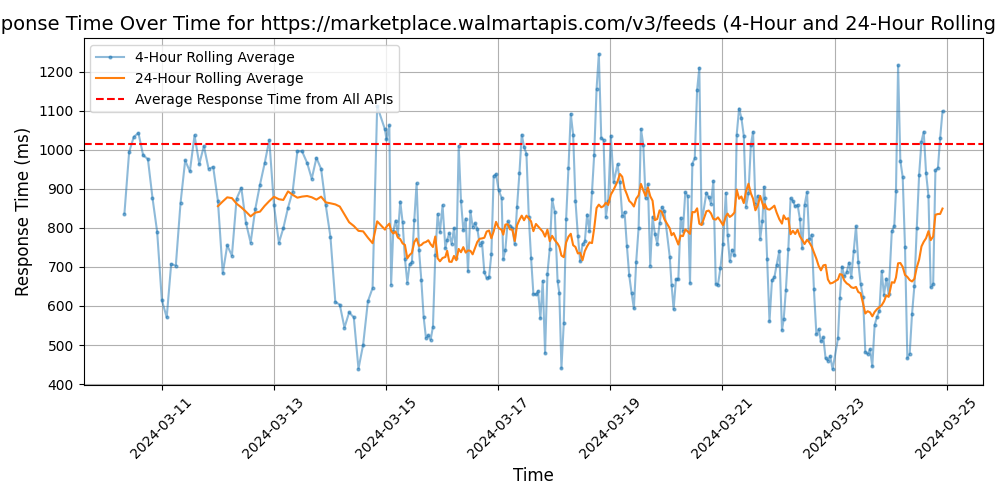 ponse Time Over Time for https://marketplace.walmartapis.com/v3/feeds (4-Hour and 24-Hour Rolling
4-Hour Rolling Average
24-Hour Rolling Average
Average Response Time from All APIs
Response Time (ms)
1200
1100
1000
900
800
700
600
500
400
2024-03-11
2024-03-13
2024-03-15
2024-03-17
2024-03-19
2024-03-21
2024-03-23
2024-03-25
Time